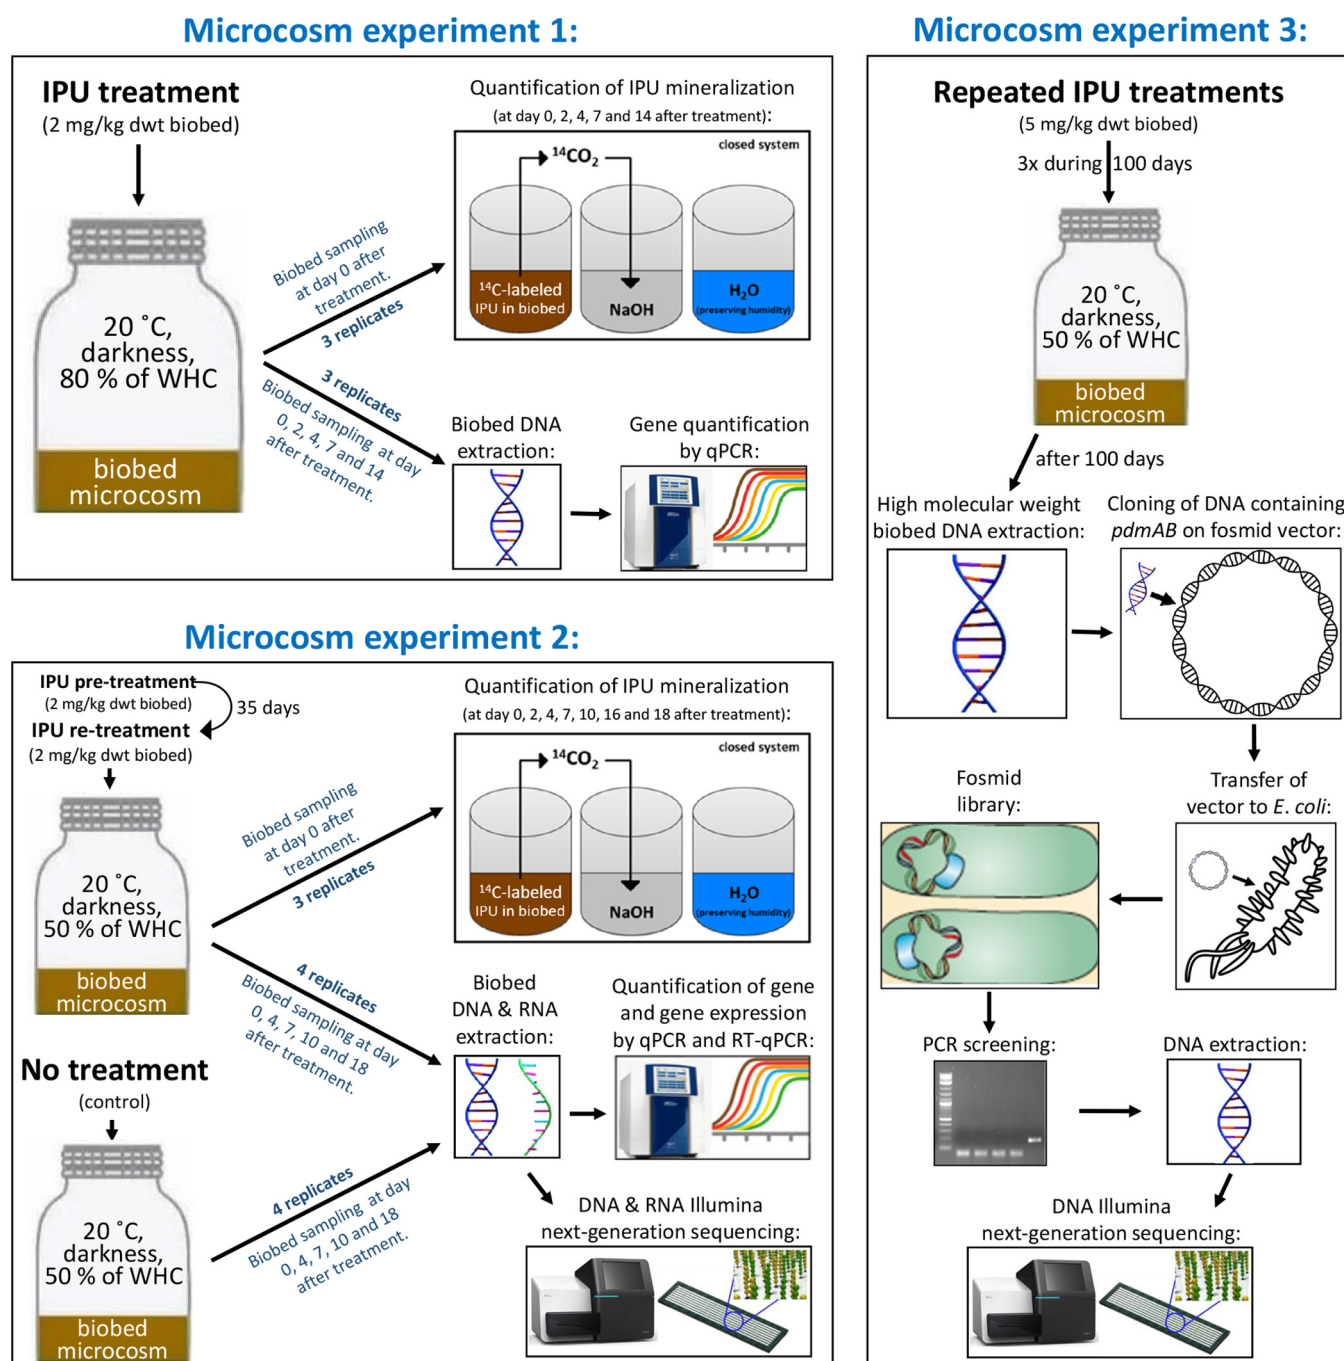 Microcosm experiment 1:
IPU treatment
(2 mg/kg dwt biobed)
20 ˚C,
darkness,
80 % of WHC
biobed
microcosm
Biobed sampling
at day 0 after
treatment.
3 replicates
3 replicates
Biobed sampling at day
0, 2, 4, 7 and 14
after treatment.
Quantification of IPU mineralization
(at day 0, 2, 4, 7 and 14 after treatment):
closed system
¹⁴CO₂
¹⁴C-labeled
IPU in biobed
NaOH
H₂O
(preserving humidity)
Biobed DNA
extraction:
Gene quantification
by qPCR:
Microcosm experiment 2:
IPU pre-treatment
(2 mg/kg dwt biobed)
35 days
IPU re-treatment
(2 mg/kg dwt biobed)
20 ˚C,
darkness,
50 % of WHC
biobed
microcosm
Biobed sampling
at day 0 after
treatment.
3 replicates
4 replicates
Biobed sampling at day
0, 4, 7, 10 and 18
after treatment.
Quantification of IPU mineralization
(at day 0, 2, 4, 7, 10, 16 and 18 after treatment):
closed system
¹⁴CO₂
¹⁴C-labeled
IPU in biobed
NaOH
H₂O
(preserving humidity)
No treatment
(control)
20 ˚C,
darkness,
50 % of WHC
biobed
microcosm
4 replicates
Biobed sampling at day
0, 4, 7, 10 and 18
after treatment.
Biobed
DNA & RNA
extraction:
Quantification of gene
and gene expression
by qPCR and RT-qPCR:
DNA & RNA Illumina
next-generation sequencing:
Microcosm experiment 3:
Repeated IPU treatments
(5 mg/kg dwt biobed)
3x during 100 days
20 ˚C,
darkness,
50 % of WHC
biobed
microcosm
after 100 days
High molecular weight
biobed DNA extraction:
Cloning of DNA containing
pdmAB on fosmid vector:
Transfer of
vector to E. coli:
Fosmid
library:
PCR screening:
DNA extraction:
DNA Illumina
next-generation sequencing: